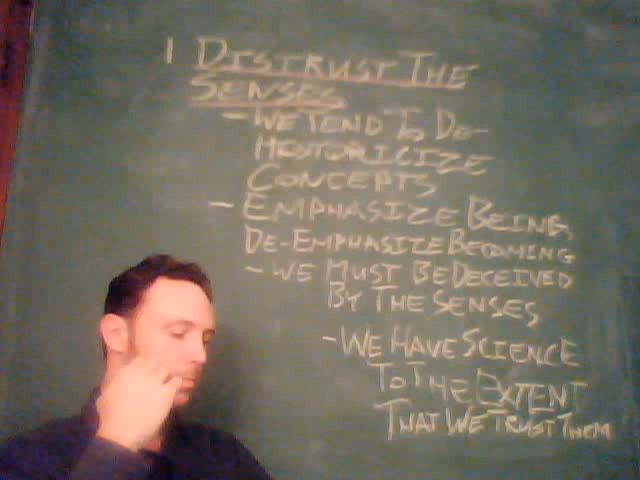 1 DISTRUST THE
SENSES
- WE TEND TO DE-
HISTORICIZE
CONCEPTS
- EMPHASIZE BEING,
DE-EMPHASIZE BECOMING
- WE MUST BE DECEIVED
BY THE SENSES
- WE HAVE SCIENCE
TO THE EXTENT
THAT WE TRUST THEM